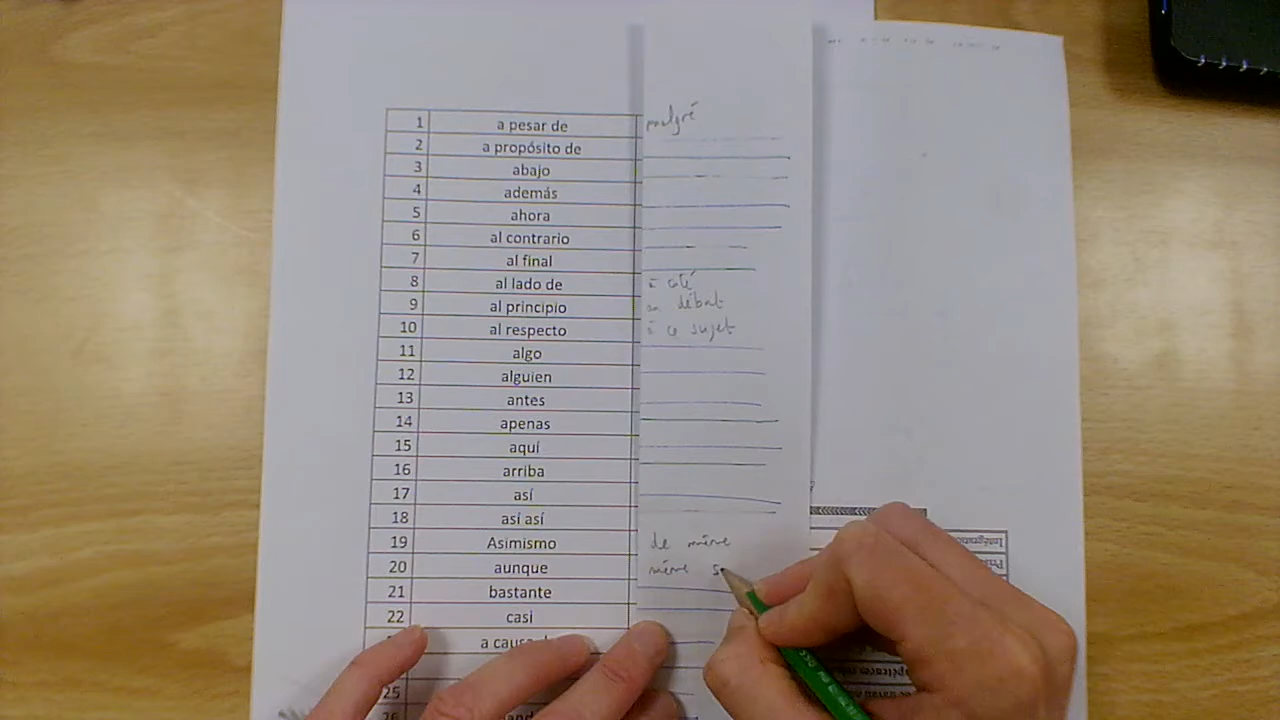 1 a pesar de malgré
2 a propósito de
3 abajo
4 además
5 ahora
6 al contrario
7 al final
8 al lado de à côté
9 al principio au début
10 al respecto à ce sujet
11 algo
12 alguien
13 antes
14 apenas
15 aquí
16 arriba
17 así
18 así así
19 Asimismo de même
20 aunque même s
21 bastante
22 casi
a caus
25
26